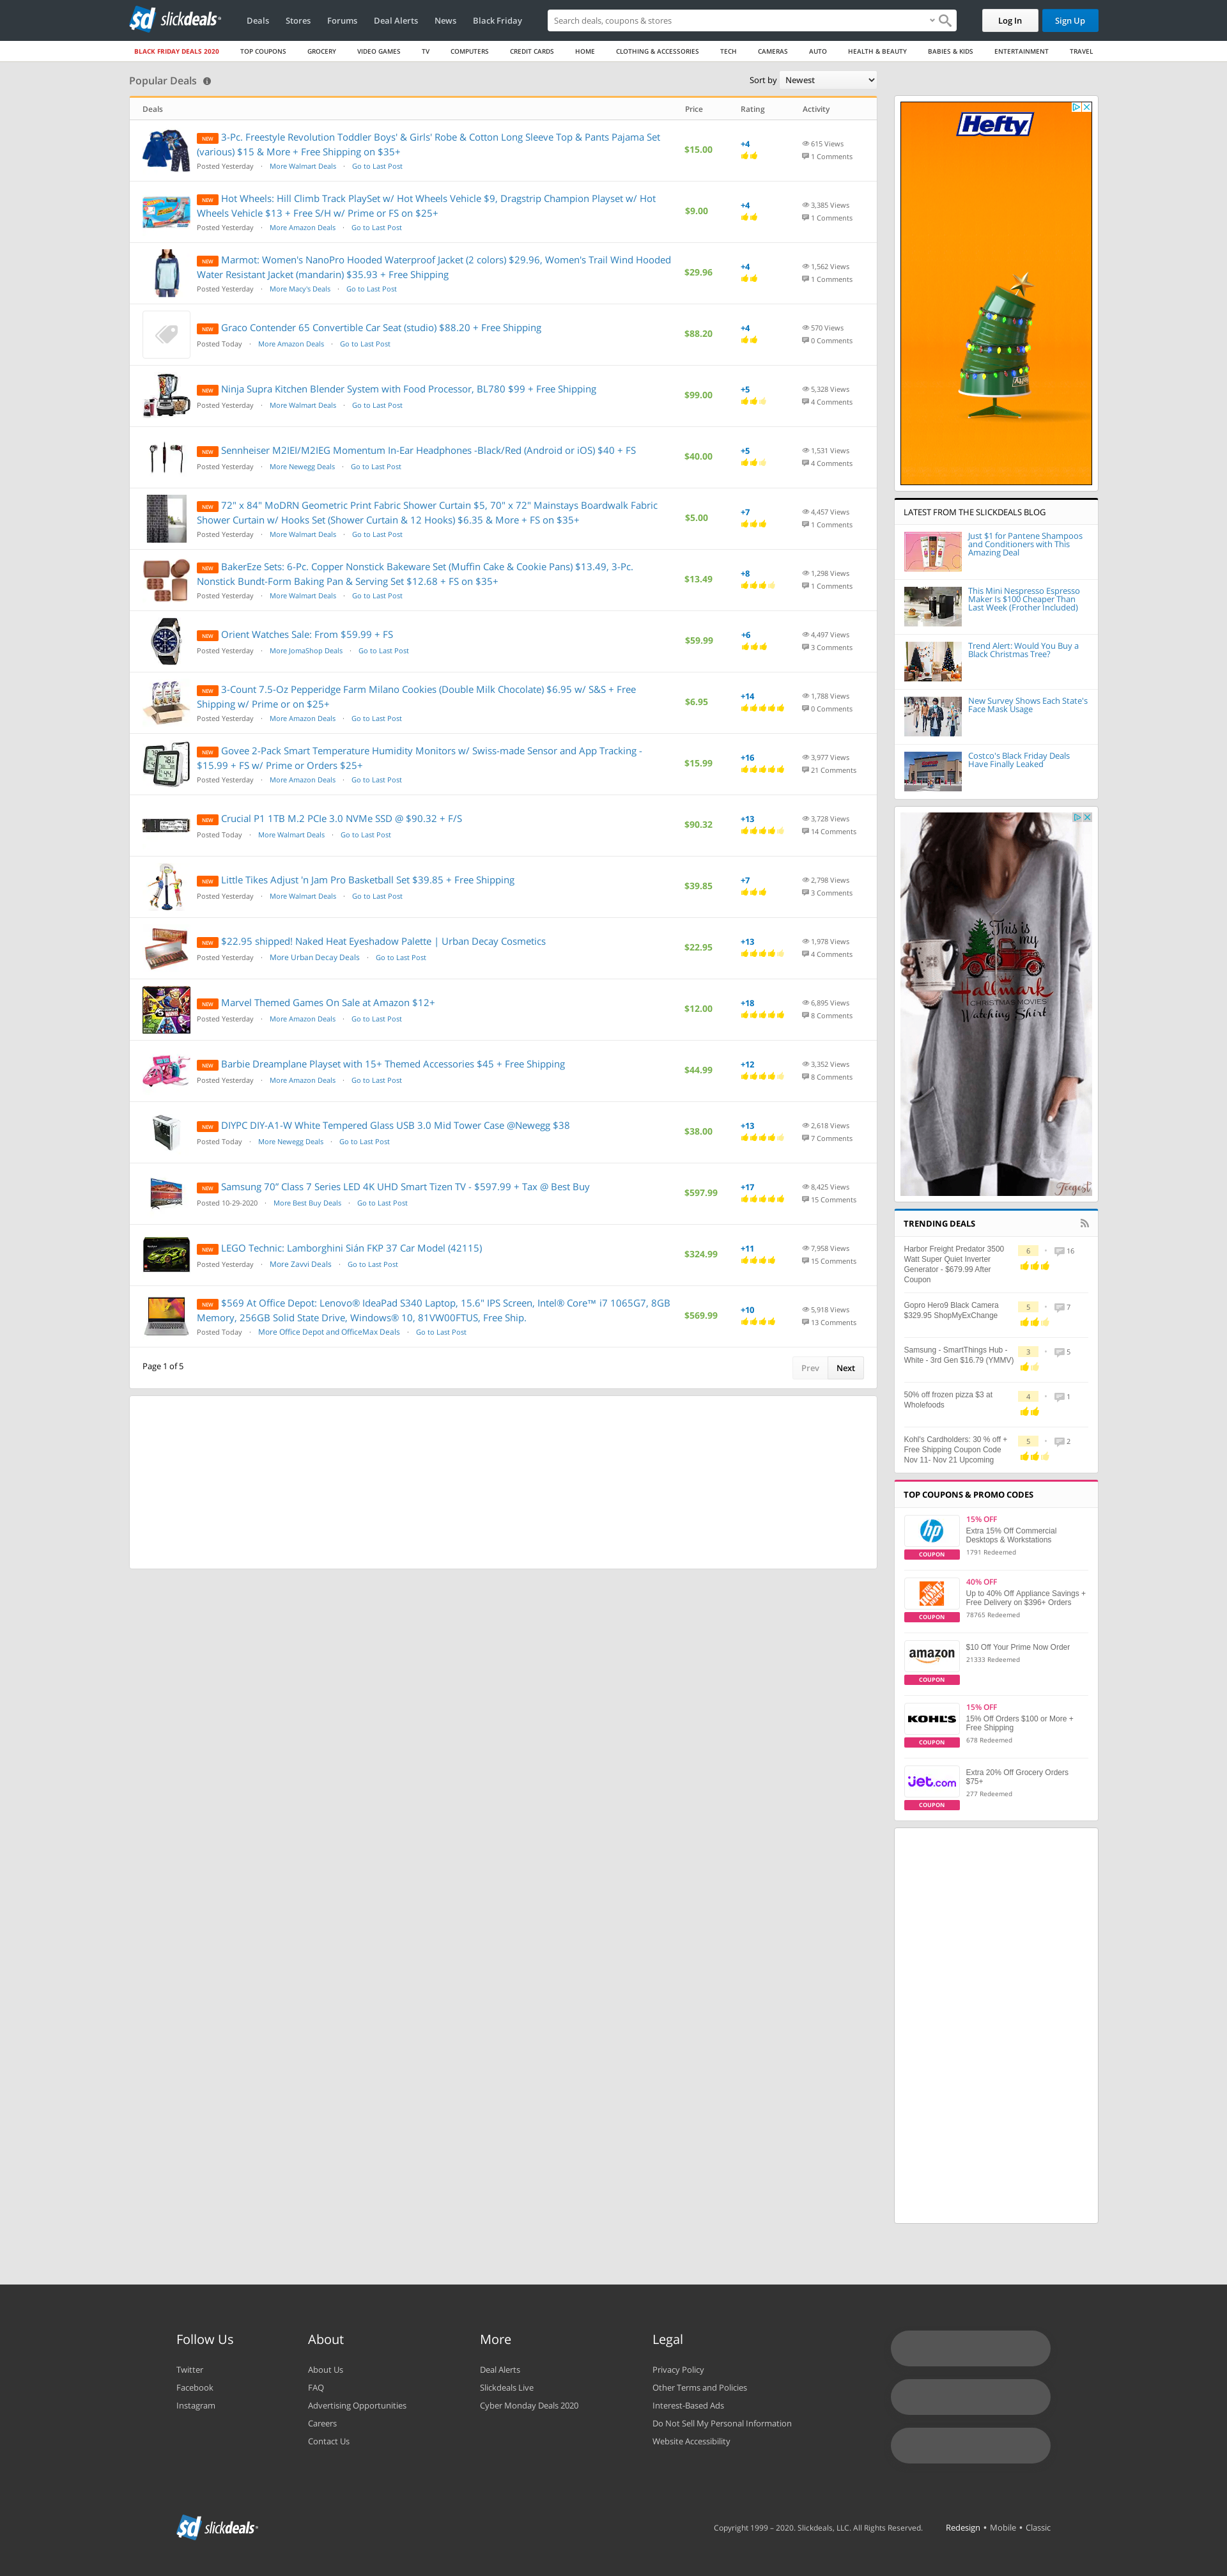 slickdeals
Deals
Stores
Forums
Deal Alerts
News
Black Friday
Search deals, coupons & stores
Log In
Sign Up
BLACK FRIDAY DEALS 2020
TOP COUPONS
GROCERY
VIDEO GAMES
TV
COMPUTERS
CREDIT CARDS
HOME
CLOTHING & ACCESSORIES
TECH
CAMERAS
AUTO
HEALTH & BEAUTY
BABIES & KIDS
ENTERTAINMENT
TRAVEL
Popular Deals
Sort by Newest
Deals Price Rating Activity
NEW 3-Pc. Freestyle Revolution Toddler Boys' & Girls' Robe & Cotton Long Sleeve Top & Pants Pajama Set
(various) $15 & More + Free Shipping on $35+
Posted Yesterday · More Walmart Deals · Go to Last Post
$15.00
+4
615 Views
1 Comments
NEW Hot Wheels: Hill Climb Track PlaySet w/ Hot Wheels Vehicle $9, Dragstrip Champion Playset w/ Hot
Wheels Vehicle $13 + Free S/H w/ Prime or FS on $25+
Posted Yesterday · More Amazon Deals · Go to Last Post
$9.00
+4
3,385 Views
1 Comments
NEW Marmot: Women's NanoPro Hooded Waterproof Jacket (2 colors) $29.96, Women's Trail Wind Hooded
Water Resistant Jacket (mandarin) $35.93 + Free Shipping
Posted Yesterday · More Macy's Deals · Go to Last Post
$29.96
+4
1,562 Views
1 Comments
NEW Graco Contender 65 Convertible Car Seat (studio) $88.20 + Free Shipping
Posted Today · More Amazon Deals · Go to Last Post
$88.20
+4
570 Views
0 Comments
NEW Ninja Supra Kitchen Blender System with Food Processor, BL780 $99 + Free Shipping
Posted Yesterday · More Walmart Deals · Go to Last Post
$99.00
+5
5,328 Views
4 Comments
NEW Sennheiser M2IEI/M2IEG Momentum In-Ear Headphones -Black/Red (Android or iOS) $40 + FS
Posted Yesterday · More Newegg Deals · Go to Last Post
$40.00
+5
1,531 Views
4 Comments
NEW 72" x 84" MoDRN Geometric Print Fabric Shower Curtain $5, 70" x 72" Mainstays Boardwalk Fabric
Shower Curtain w/ Hooks Set (Shower Curtain & 12 Hooks) $6.35 & More + FS on $35+
Posted Yesterday · More Walmart Deals · Go to Last Post
$5.00
+7
4,457 Views
1 Comments
NEW BakerEze Sets: 6-Pc. Copper Nonstick Bakeware Set (Muffin Cake & Cookie Pans) $13.49, 3-Pc.
Nonstick Bundt-Form Baking Pan & Serving Set $12.68 + FS on $35+
Posted Yesterday · More Walmart Deals · Go to Last Post
$13.49
+8
1,298 Views
1 Comments
NEW Orient Watches Sale: From $59.99 + FS
Posted Yesterday · More JomaShop Deals · Go to Last Post
$59.99
+6
4,497 Views
3 Comments
NEW 3-Count 7.5-Oz Pepperidge Farm Milano Cookies (Double Milk Chocolate) $6.95 w/ S&S + Free
Shipping w/ Prime or on $25+
Posted Yesterday · More Amazon Deals · Go to Last Post
$6.95
+14
1,788 Views
0 Comments
NEW Govee 2-Pack Smart Temperature Humidity Monitors w/ Swiss-made Sensor and App Tracking -
$15.99 + FS w/ Prime or Orders $25+
Posted Yesterday · More Amazon Deals · Go to Last Post
$15.99
+16
3,977 Views
21 Comments
NEW Crucial P1 1TB M.2 PCIe 3.0 NVMe SSD @ $90.32 + F/S
Posted Today · More Walmart Deals · Go to Last Post
$90.32
+13
3,728 Views
14 Comments
NEW Little Tikes Adjust 'n Jam Pro Basketball Set $39.85 + Free Shipping
Posted Yesterday · More Walmart Deals · Go to Last Post
$39.85
+7
2,798 Views
3 Comments
NEW $22.95 shipped! Naked Heat Eyeshadow Palette | Urban Decay Cosmetics
Posted Yesterday · More Urban Decay Deals · Go to Last Post
$22.95
+13
1,978 Views
4 Comments
NEW Marvel Themed Games On Sale at Amazon $12+
Posted Yesterday · More Amazon Deals · Go to Last Post
$12.00
+18
6,895 Views
8 Comments
NEW Barbie Dreamplane Playset with 15+ Themed Accessories $45 + Free Shipping
Posted Yesterday · More Amazon Deals · Go to Last Post
$44.99
+12
3,352 Views
8 Comments
NEW DIYPC DIY-A1-W White Tempered Glass USB 3.0 Mid Tower Case @Newegg $38
Posted Today · More Newegg Deals · Go to Last Post
$38.00
+13
2,618 Views
7 Comments
NEW Samsung 70" Class 7 Series LED 4K UHD Smart Tizen TV - $597.99 + Tax @ Best Buy
Posted 10-29-2020 · More Best Buy Deals · Go to Last Post
$597.99
+17
8,425 Views
15 Comments
NEW LEGO Technic: Lamborghini Sián FKP 37 Car Model (42115)
Posted Yesterday · More Zavvi Deals · Go to Last Post
$324.99
+11
7,958 Views
15 Comments
NEW $569 At Office Depot: Lenovo® IdeaPad S340 Laptop, 15.6" IPS Screen, Intel® Core™ i7 1065G7, 8GB
Memory, 256GB Solid State Drive, Windows® 10, 81VW00FTUS, Free Ship.
Posted Today · More Office Depot and OfficeMax Deals · Go to Last Post
$569.99
+10
5,918 Views
13 Comments
Page 1 of 5
Prev
Next
Hefty
LATEST FROM THE SLICKDEALS BLOG
Just $1 for Pantene Shampoos
and Conditioners with This
Amazing Deal
This Mini Nespresso Espresso
Maker Is $100 Cheaper Than
Last Week (Frother Included)
Trend Alert: Would You Buy a
Black Christmas Tree?
New Survey Shows Each State's
Face Mask Usage
Costco's Black Friday Deals
Have Finally Leaked
This is
my
Hallmark
CHRISTMAS MOVIES
Watching Shirt
TRENDING DEALS
Harbor Freight Predator 3500
Watt Super Quiet Inverter
Generator - $679.99 After
Coupon
6 · 16
Gopro Hero9 Black Camera
$329.95 ShopMyExChange
5 · 7
Samsung - SmartThings Hub -
White - 3rd Gen $16.79 (YMMV)
3 · 5
50% off frozen pizza $3 at
Wholefoods
4 · 1
Kohl's Cardholders: 30 % off +
Free Shipping Coupon Code
Nov 11- Nov 21 Upcoming
5 · 2
TOP COUPONS & PROMO CODES
hp
COUPON
15% OFF
Extra 15% Off Commercial
Desktops & Workstations
1791 Redeemed
COUPON
40% OFF
Up to 40% Off Appliance Savings +
Free Delivery on $396+ Orders
78765 Redeemed
amazon
COUPON
$10 Off Your Prime Now Order
21333 Redeemed
KOHL'S
COUPON
15% OFF
15% Off Orders $100 or More +
Free Shipping
678 Redeemed
jet.com
COUPON
Extra 20% Off Grocery Orders
$75+
277 Redeemed
Follow Us
Twitter
Facebook
Instagram
About
About Us
FAQ
Advertising Opportunities
Careers
Contact Us
More
Deal Alerts
Slickdeals Live
Cyber Monday Deals 2020
Legal
Privacy Policy
Other Terms and Policies
Interest-Based Ads
Do Not Sell My Personal Information
Website Accessibility
slickdeals
Copyright 1999 – 2020. Slickdeals, LLC. All Rights Reserved.
Redesign • Mobile • Classic